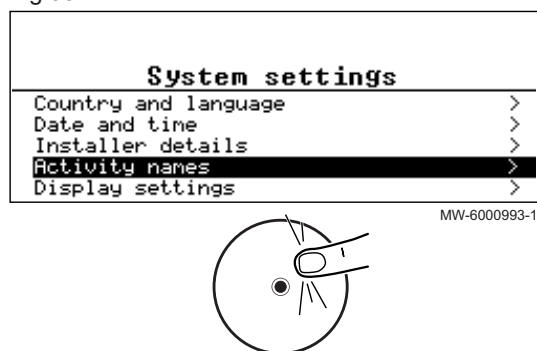 System settings
Country and language >
Date and time >
Installer details >
Activity names >
Display settings >
MW-6000993-1